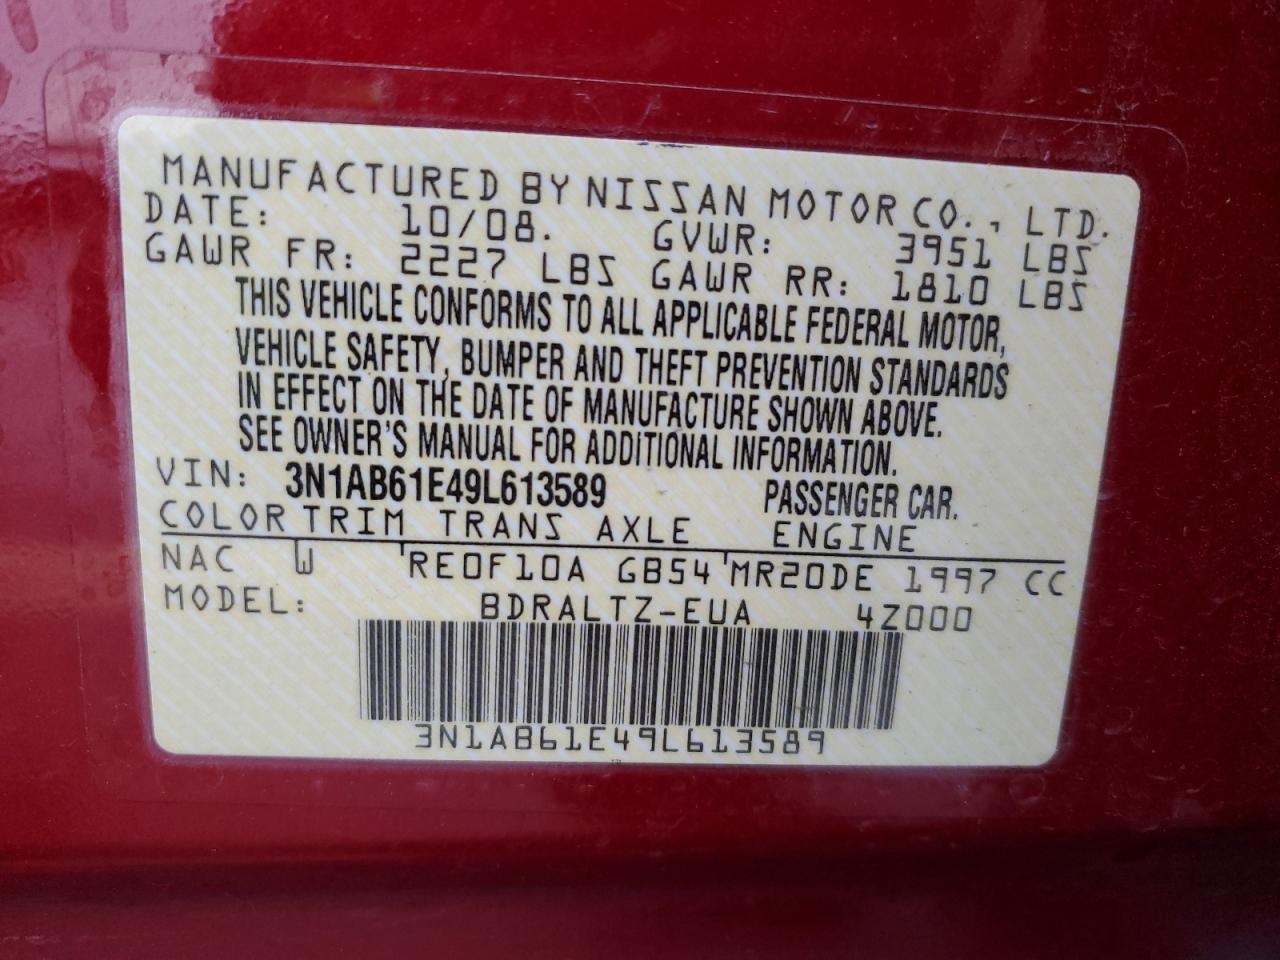 MANUFACTURED BY NISSAN MOTOR CO., LTD.
DATE: 10/08. GVWR: 3951 LBS
GAWR FR: 2227 LBS GAWR RR: 1810 LBS
THIS VEHICLE CONFORMS TO ALL APPLICABLE FEDERAL MOTOR,
VEHICLE SAFETY, BUMPER AND THEFT PREVENTION STANDARDS
IN EFFECT ON THE DATE OF MANUFACTURE SHOWN ABOVE.
SEE OWNER'S MANUAL FOR ADDITIONAL INFORMATION.
VIN: 3N1AB61E49L613589 PASSENGER CAR.
COLOR TRIM TRANS AXLE ENGINE
NAC W RE0F10A GB54 MR20DE 1997 CC
MODEL: BDRALTZ-EUA 4Z000
3N1AB61E49L613589